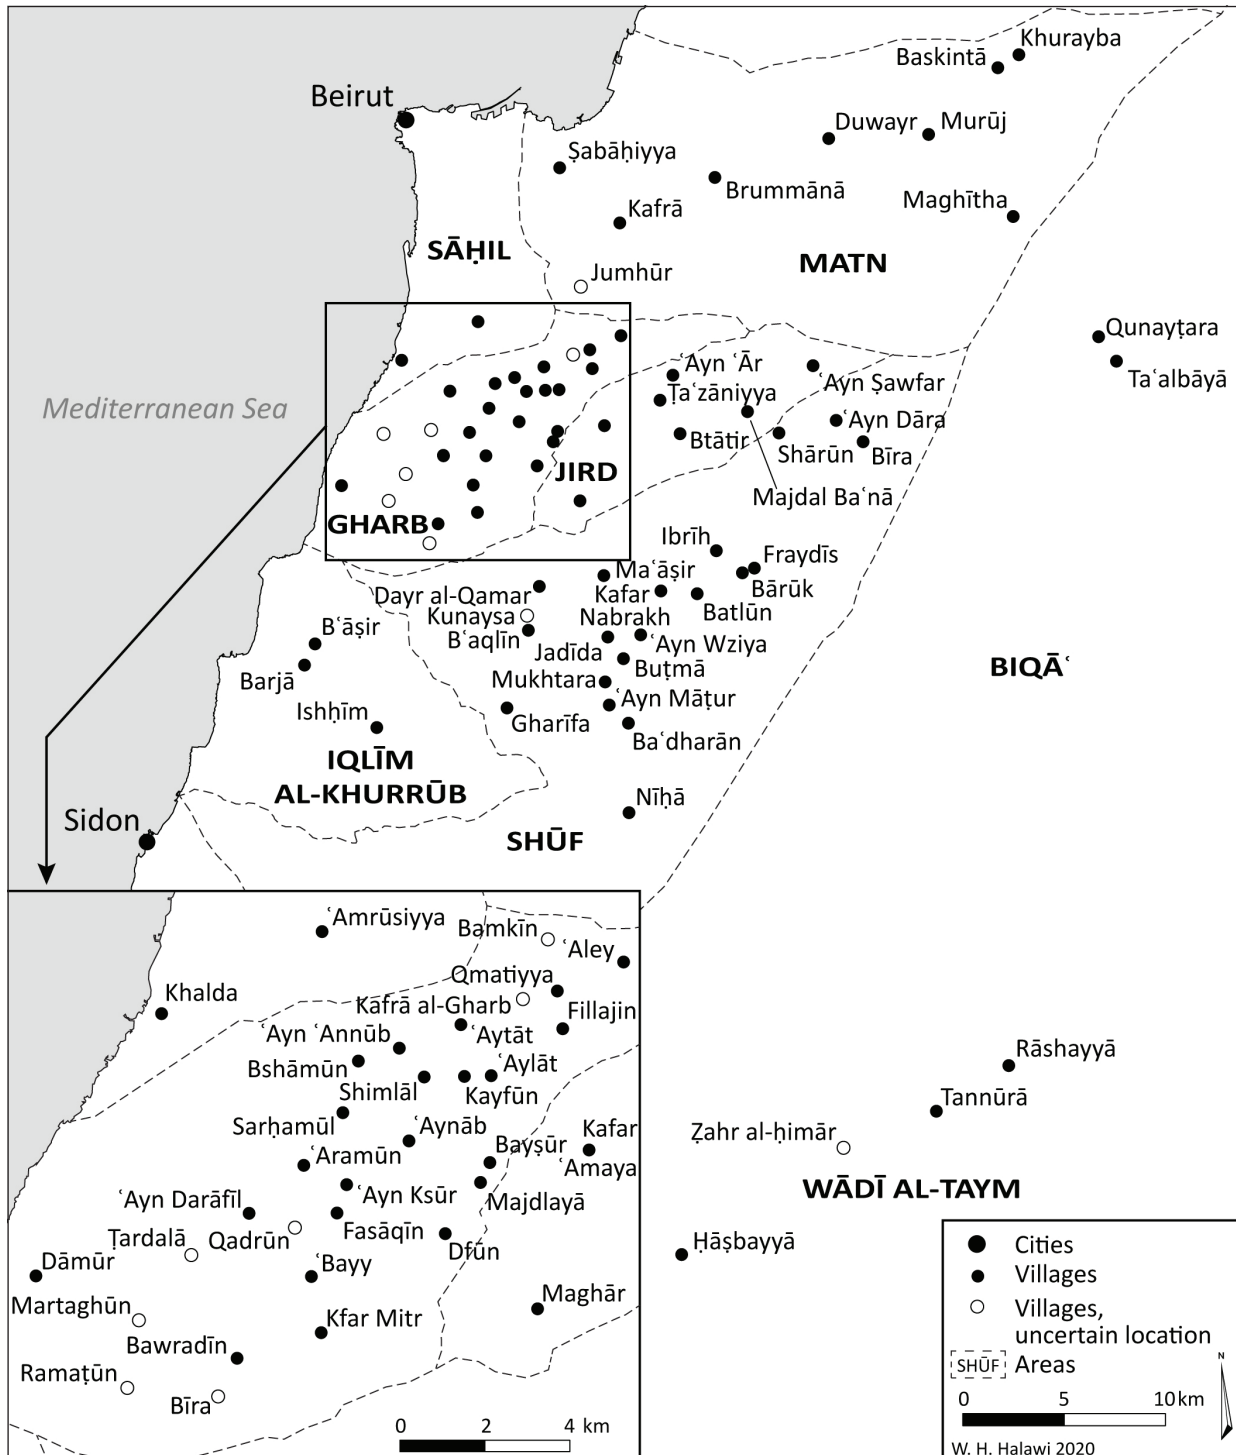 Khurayba
Baskintā
Beirut
Duwayr
Murūj
Ṣabāḥiyya
Brummānā
Maghītha
Kafrā
SĀḤIL
MATN
Jumhūr
Qunayṭara
Taʿalbāyā
ʿAyn ʿĀr
ʿAyn Ṣawfar
Ṭaʿzāniyya
Mediterranean Sea
ʿAyn Dāra
Btātir
Shārūn
Bīra
JIRD
Majdal Baʿnā
GHARB
Ibrīh
Fraydīs
Maʿāṣir
Bārūk
Dayr al-Qamar
Kafar
Nabrakh
Batlūn
Kunaysa
Bʿaqlīn
Bʿāṣir
ʿAyn Wziya
Jadīda
Buṭmā
BIQĀʿ
Barjā
Mukhtara
ʿAyn Māṭur
Ishḥīm
Gharīfa
Baʿdharān
IQLĪM
AL-KHURRŪB
Nīḥā
Sidon
SHŪF
ʿAmrūsiyya
Bamkīn
ʿAley
Qmatiyya
Khalda
Kafrā al-Gharb
Fillajin
ʿAyn ʿAnnūb
ʿAytāt
Bshāmūn
ʿAylāt
Shimlāl
Kayfūn
Sarḥamūl
ʿAynāb
Kafar
ʿAmaya
ʿAramūn
Bayṣūr
ʿAyn Ksūr
Majdlayā
ʿAyn Darāfīl
Fasāqīn
Ṭardalā
Qadrūn
Dfūn
Dāmūr
ʿBayy
Martaghūn
Maghār
Kfar Mitr
Bawradīn
Ramaṭūn
Bīra
0 2 4 km
Rāshayyā
Tannūrā
Ẓahr al-ḥimār
WĀDĪ AL-TAYM
Ḥāṣbayyā
Cities
Villages
Villages,
uncertain location
SHŪF Areas
N
0 5 10 km
W. H. Halawi 2020